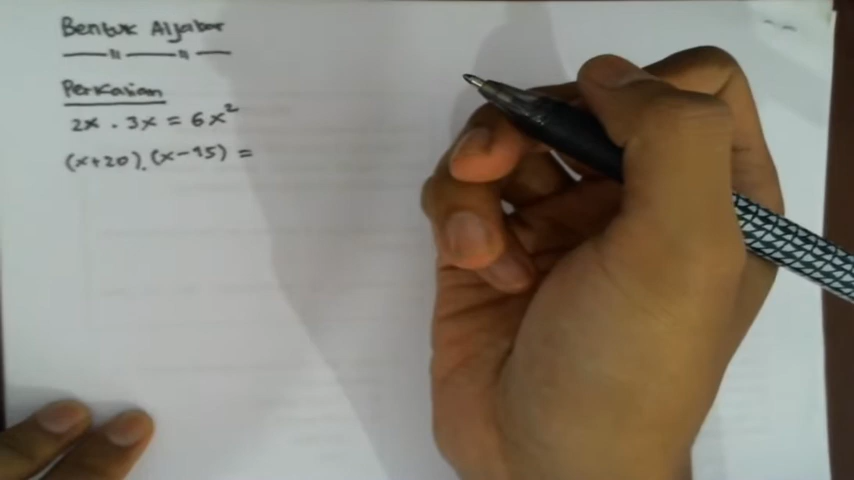 Bentuk Aljabar
Perkalian
2x . 3x = 6x²
(x+20).(x-15) =